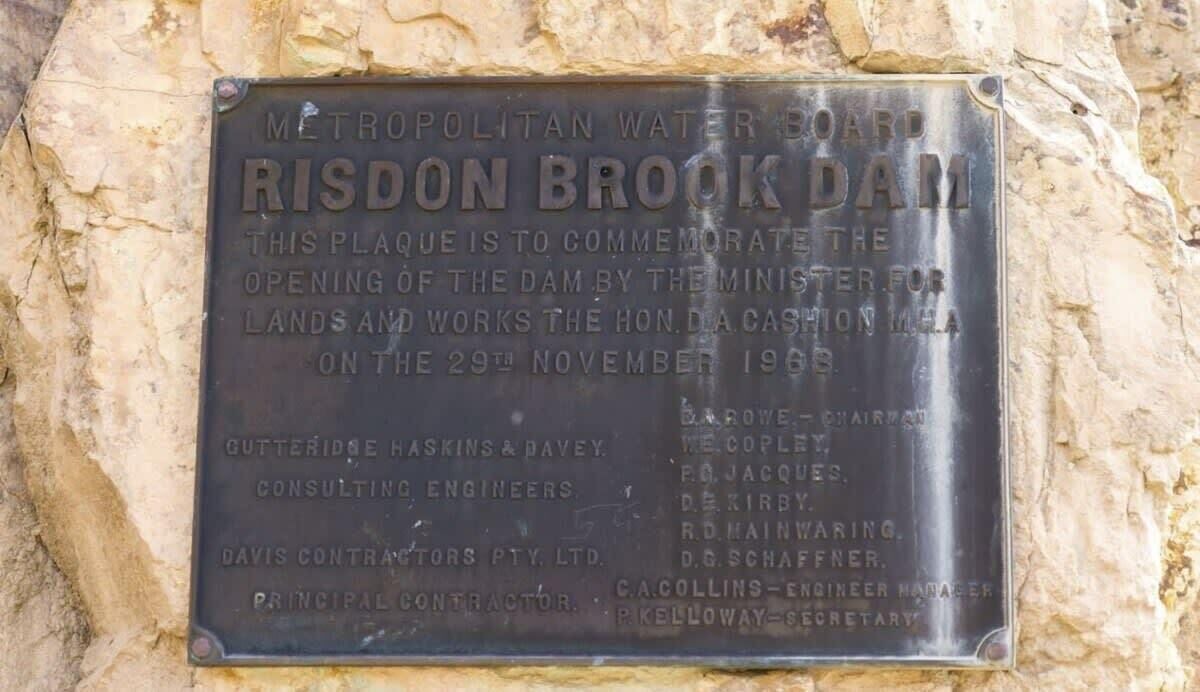 METROPOLITAN WATER BOARD
RISDON BROOK DAM
THIS PLAQUE IS TO COMMEMORATE THE
OPENING OF THE DAM BY THE MINISTER FOR
LANDS AND WORKS THE HON. D.A. CASHION M.H.A
ON THE 29TH NOVEMBER 1968.
GUTTERIDGE HASKINS & DAVEY.
CONSULTING ENGINEERS.
DAVIS CONTRACTORS PTY. LTD.
PRINCIPAL CONTRACTOR.
ROWE. – CHAIRMAN
W.E. COPLEY.
P.G. JACQUES.
D.E. KIRBY.
R.D. MAINWARING.
D.G. SCHAFFNER.
C.A. COLLINS – ENGINEER MANAGER
P. KELLOWAY – SECRETARY